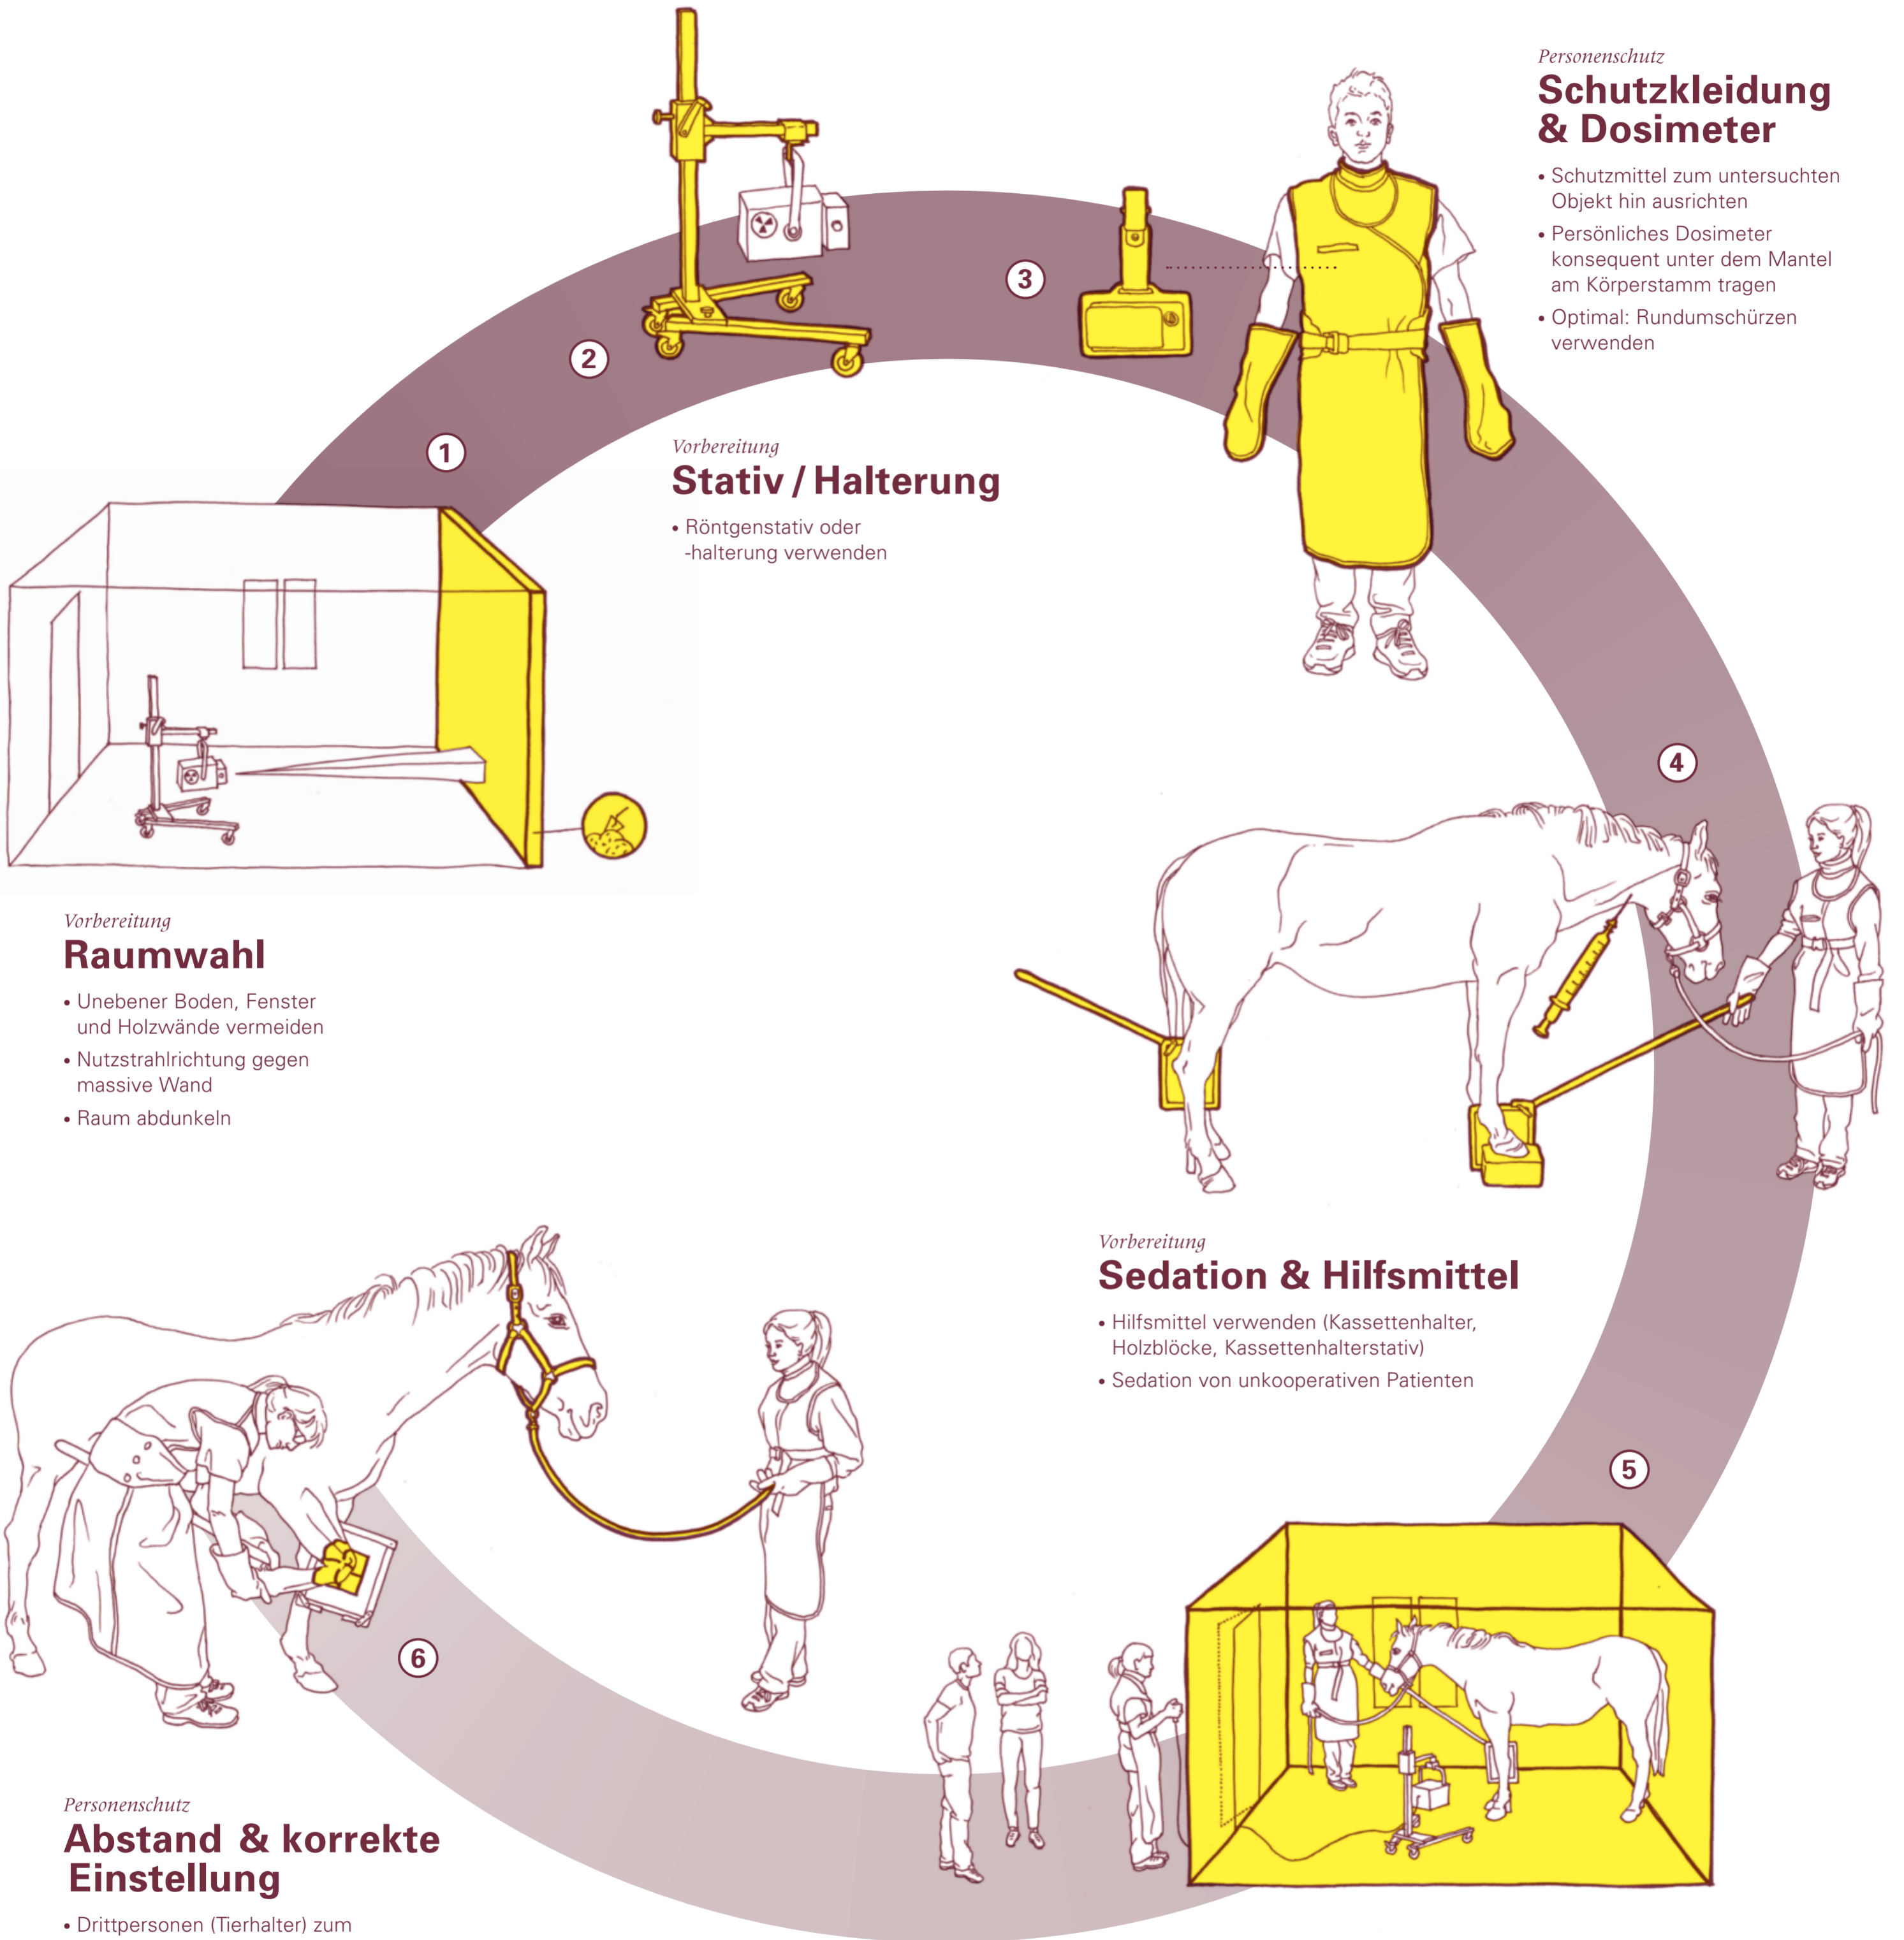 1
Vorbereitung
Raumwahl
• Unebener Boden, Fenster
und Holzwände vermeiden
• Nutzstrahlrichtung gegen
massive Wand
• Raum abdunkeln
2
Vorbereitung
Stativ / Halterung
• Röntgenstativ oder
-halterung verwenden
3
Personenschutz
Schutzkleidung
& Dosimeter
• Schutzmittel zum untersuchten
Objekt hin ausrichten
• Persönliches Dosimeter
konsequent unter dem Mantel
am Körperstamm tragen
• Optimal: Rundumschürzen
verwenden
4
Vorbereitung
Sedation & Hilfsmittel
• Hilfsmittel verwenden (Kassettenhalter,
Holzblöcke, Kassettenhalterstativ)
• Sedation von unkooperativen Patienten
5
6
Personenschutz
Abstand & korrekte
Einstellung
• Drittpersonen (Tierhalter) zum